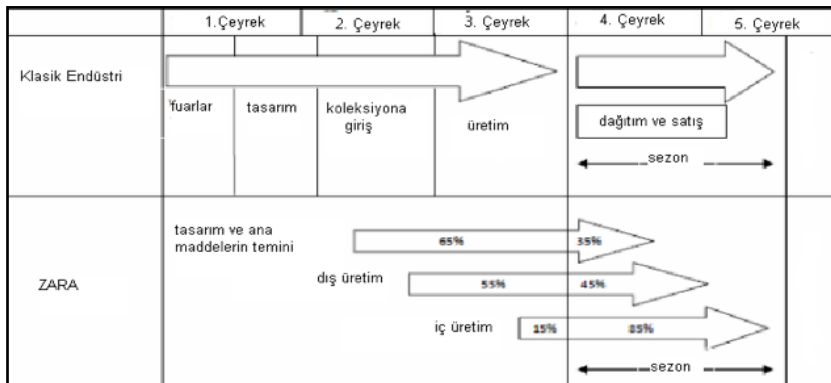 1.Çeyrek 2. Çeyrek 3. Çeyrek 4. Çeyrek 5. Çeyrek
Klasik Endüstri
fuarlar tasarım koleksiyona
giriş
üretim
dağıtım ve satış
sezon
ZARA
tasarım ve ana
maddelerin temini
65% 35%
dış üretim 55% 45%
iç üretim 15% 85%
sezon